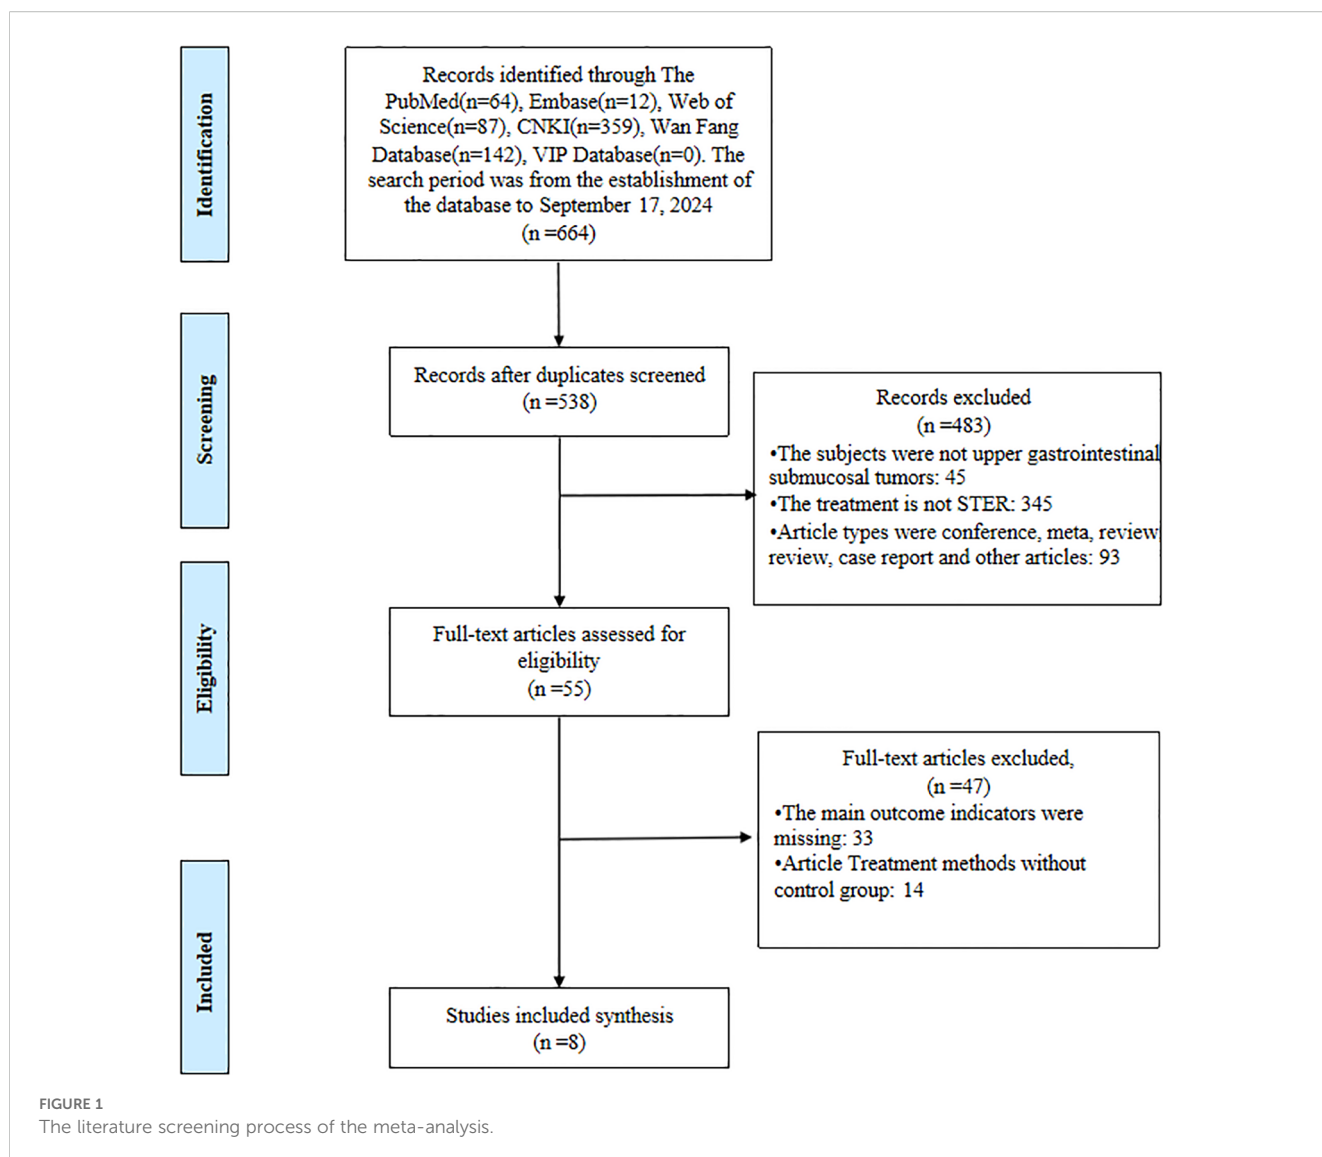 Identification
Records identified through The
PubMed(n=64), Embase(n=12), Web of
Science(n=87), CNKI(n=359), Wan Fang
Database(n=142), VIP Database(n=0). The
search period was from the establishment of
the database to September 17, 2024
(n =664)
Screening
Records after duplicates screened
(n =538)
Records excluded
(n =483)
•The subjects were not upper gastrointestinal
submucosal tumors: 45
•The treatment is not STER: 345
•Article types were conference, meta, review
review, case report and other articles: 93
Eligibility
Full-text articles assessed for
eligibility
(n =55)
Full-text articles excluded,
(n =47)
•The main outcome indicators were
missing: 33
•Article Treatment methods without
control group: 14
Included
Studies included synthesis
(n =8)
FIGURE 1
The literature screening process of the meta-analysis.